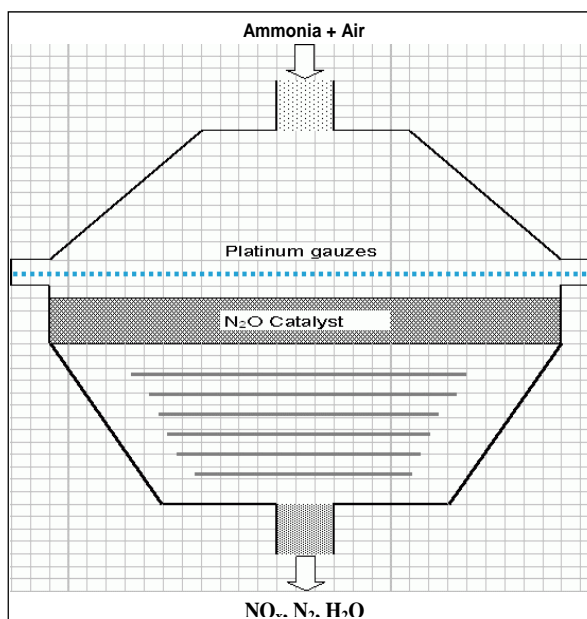 Ammonia + Air
Platinum gauzes
N₂O Catalyst
NOₓ, N₂, H₂O